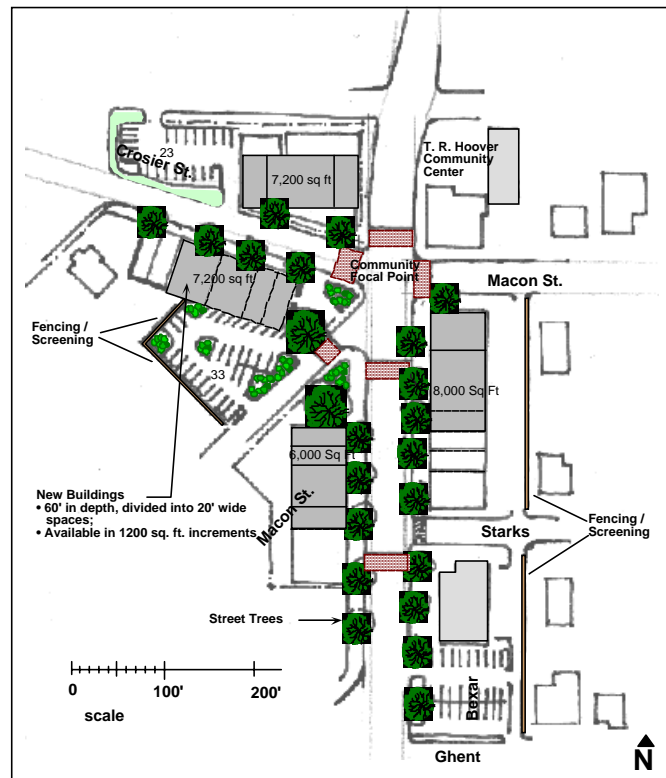 23
Crosier St.
7,200 sq ft
T. R. Hoover
Community
Center
Community
Focal Point
7,200 sq ft
Macon St.
Fencing /
Screening
33
8,000 Sq Ft
6,000 Sq Ft
New Buildings
• 60' in depth, divided into 20' wide
spaces;
• Available in 1200 sq. ft. increments
Macon St.
Starks
Fencing /
Screening
Street Trees
0 100' 200'
scale
Bexar
Ghent
N